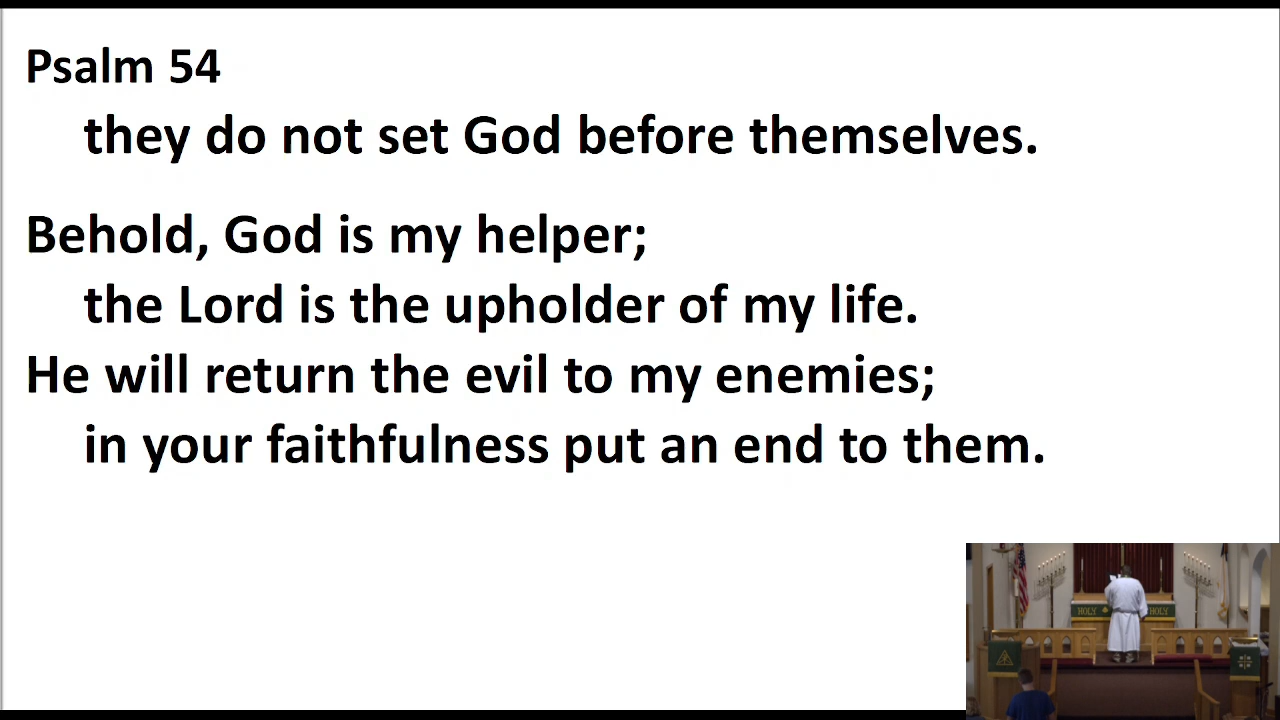 Psalm 54
they do not set God before themselves.
Behold, God is my helper;
the Lord is the upholder of my life.
He will return the evil to my enemies;
in your faithfulness put an end to them.
HOLY HOLY